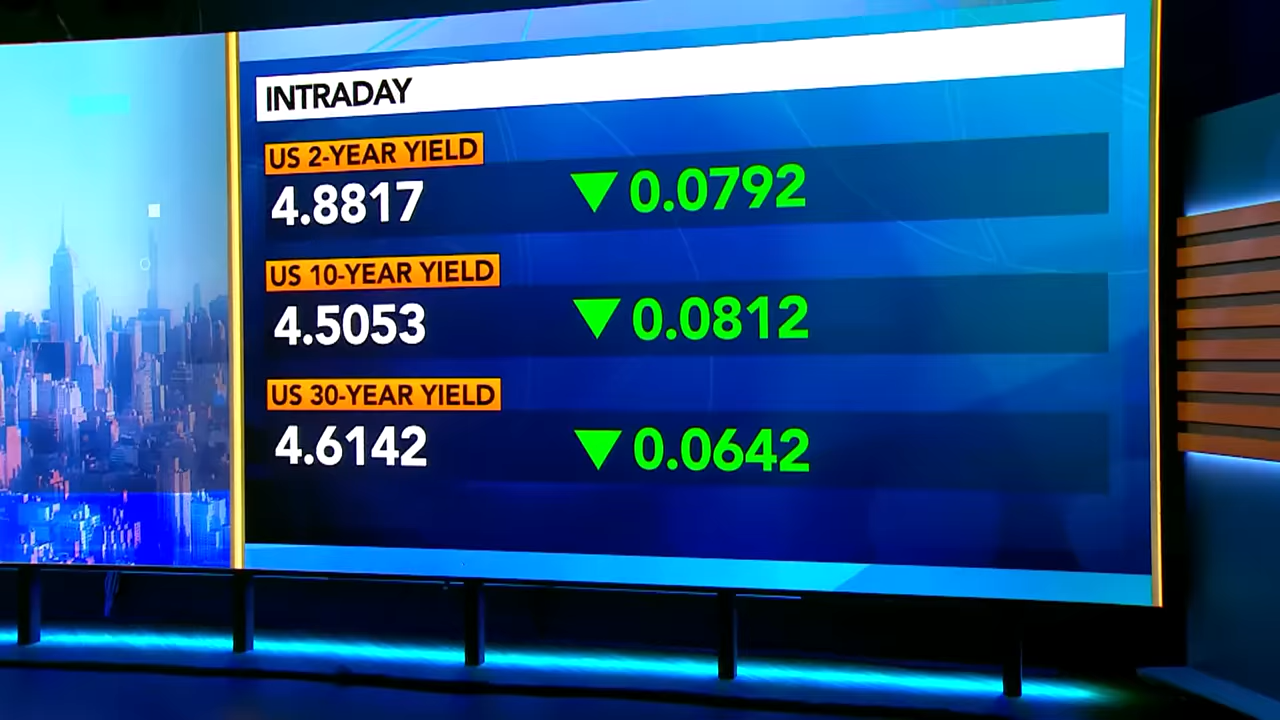 INTRADAY
US 2-YEAR YIELD
4.8817 ▼0.0792
US 10-YEAR YIELD
4.5053 ▼0.0812
US 30-YEAR YIELD
4.6142 ▼0.0642